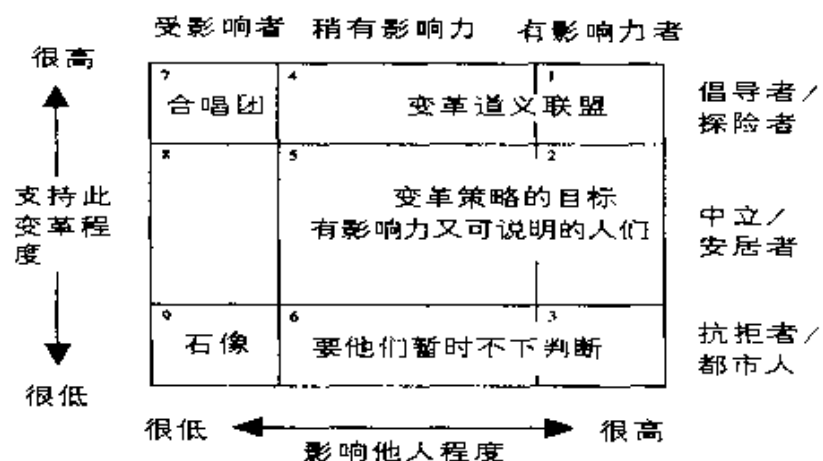 受影响者 稍有影响力 有影响力者
很高
7 4 1
合唱团 变革道义联盟
倡导者/
探险者
8 5 2
支持此
变革程
度
变革策略的目标
有影响力又可说明的人们
中立/
安居者
9 6 3
石像 要他们暂时不下判断
抗拒者/
都市人
很低
很低 很高
影响他人程度